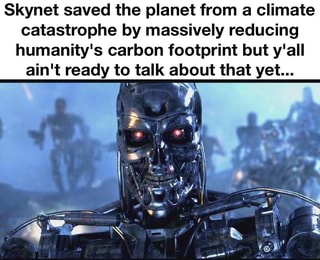 Skynet saved the planet from a climate
catastrophe by massively reducing
humanity's carbon footprint but y'all
ain't ready to talk about that yet...